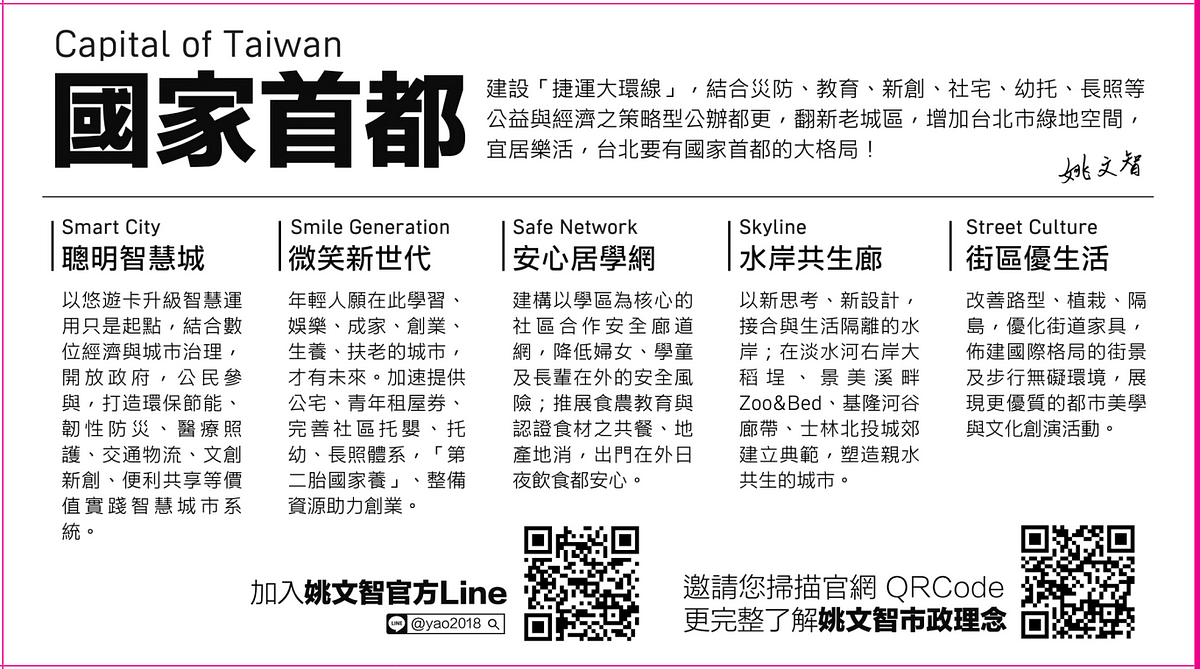 Capital of Taiwan
國家首都
建設「捷運大環線」，結合災防、教育、新創、社宅、幼托、長照等
公益與經濟之策略型公辦都更，翻新老城區，增加台北市綠地空間，
宜居樂活，台北要有國家首都的大格局！
姚文智
Smart City
聰明智慧城
以悠遊卡升級智慧運
用只是起點，結合數
位經濟與城市治理，
開放政府，公民參
與，打造環保節能、
韌性防災、醫療照
護、交通物流、文創
新創、便利共享等價
值實踐智慧城市系
統。
Smile Generation
微笑新世代
年輕人願在此學習、
娛樂、成家、創業、
生養、扶老的城市，
才有未來。加速提供
公宅、青年租屋券、
完善社區托嬰、托
幼、長照體系，「第
二胎國家養」、整備
資源助力創業。
Safe Network
安心居學網
建構以學區為核心的
社區合作安全廊道
網，降低婦女、學童
及長輩在外的安全風
險；推展食農教育與
認證食材之共餐、地
產地消，出門在外日
夜飲食都安心。
Skyline
水岸共生廊
以新思考、新設計，
接合與生活隔離的水
岸；在淡水河右岸大
稻埕、景美溪畔
Zoo&Bed、基隆河谷
廊帶、士林北投城郊
建立典範，塑造親水
共生的城市。
Street Culture
街區優生活
改善路型、植栽、隔
島，優化街道家具，
佈建國際格局的街景
及步行無礙環境，展
現更優質的都市美學
與文化創演活動。
加入姚文智官方Line
LINE @yao2018
邀請您掃描官網 QRCode
更完整了解姚文智市政理念